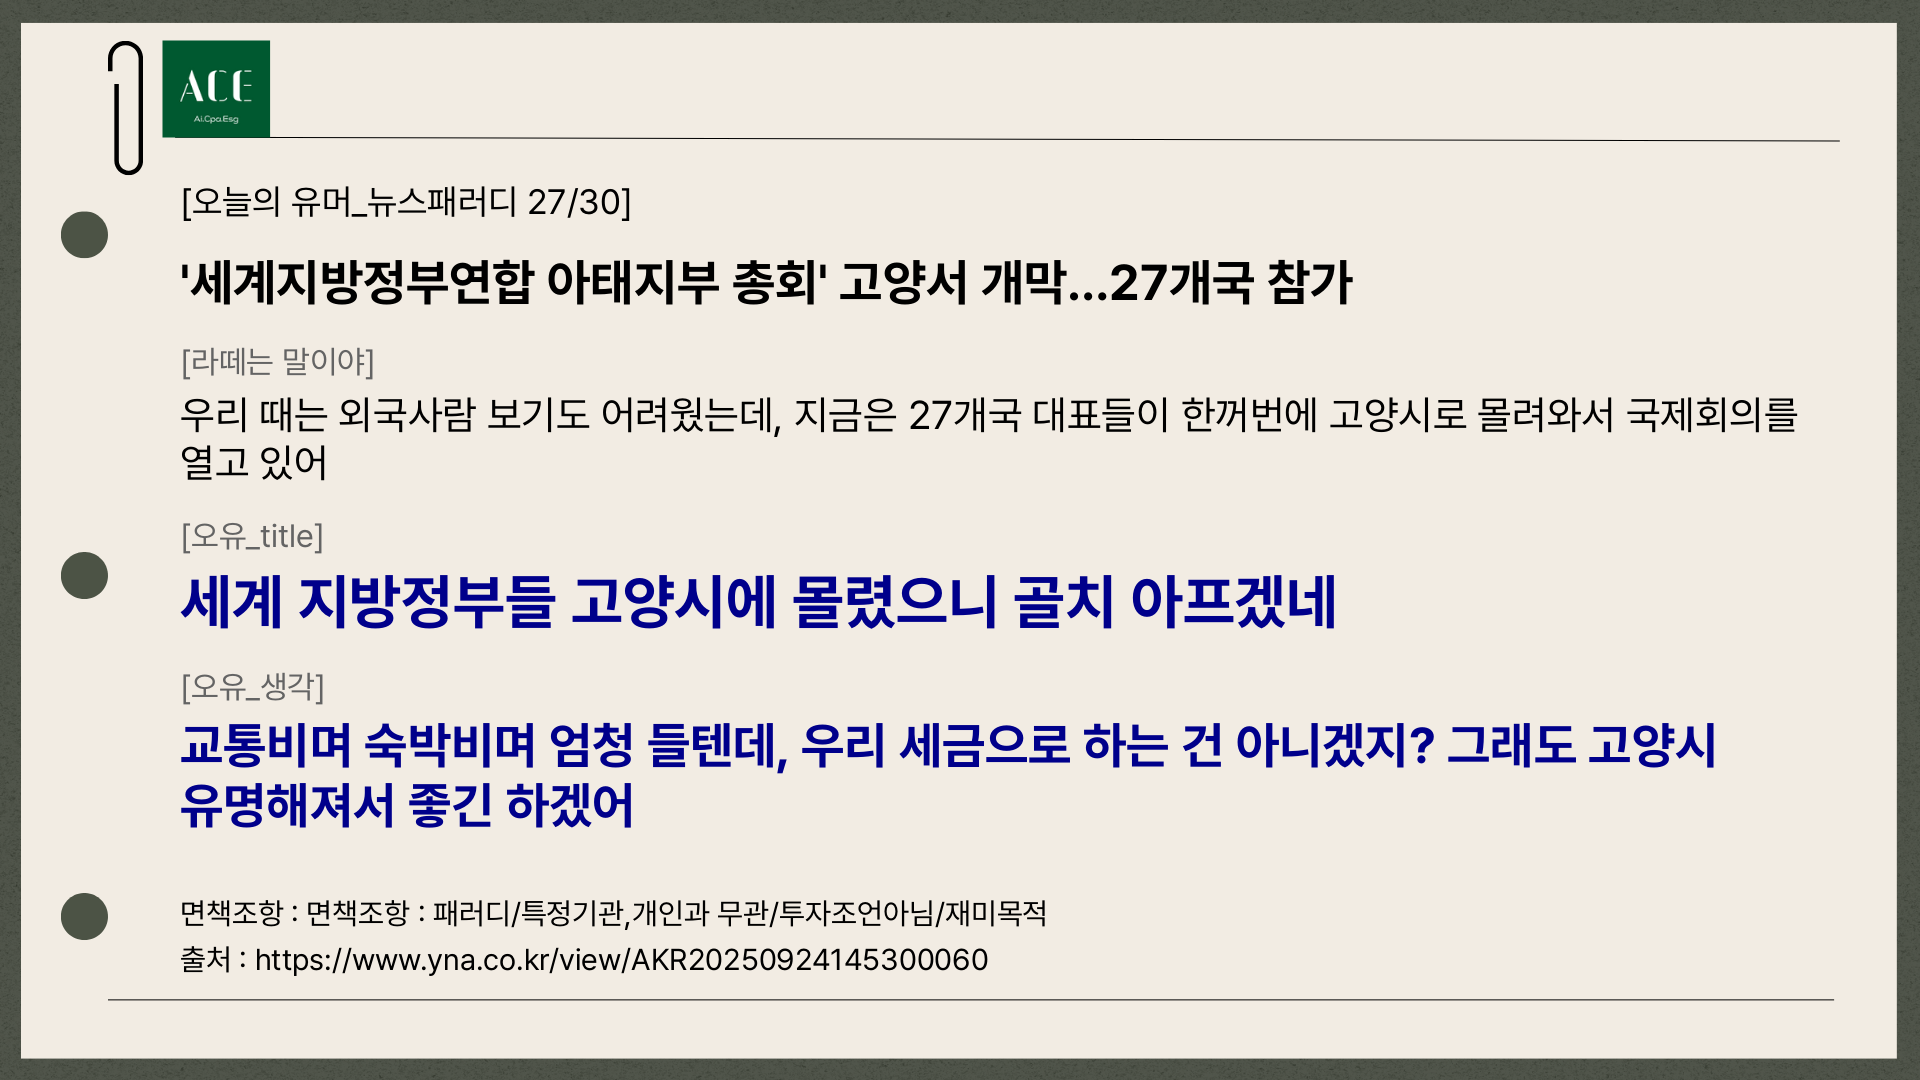 ACE
Ai.Cpa.Esg
[오늘의 유머_뉴스패러디 27/30]
'세계지방정부연합 아태지부 총회' 고양서 개막...27개국 참가
[라떼는 말이야]
우리 때는 외국사람 보기도 어려웠는데, 지금은 27개국 대표들이 한꺼번에 고양시로 몰려와서 국제회의를
열고 있어
[오유_title]
세계 지방정부들 고양시에 몰렸으니 골치 아프겠네
[오유_생각]
교통비며 숙박비며 엄청 들텐데, 우리 세금으로 하는 건 아니겠지? 그래도 고양시
유명해져서 좋긴 하겠어
면책조항 : 면책조항 : 패러디/특정기관,개인과 무관/투자조언아님/재미목적
출처 : https://www.yna.co.kr/view/AKR20250924145300060